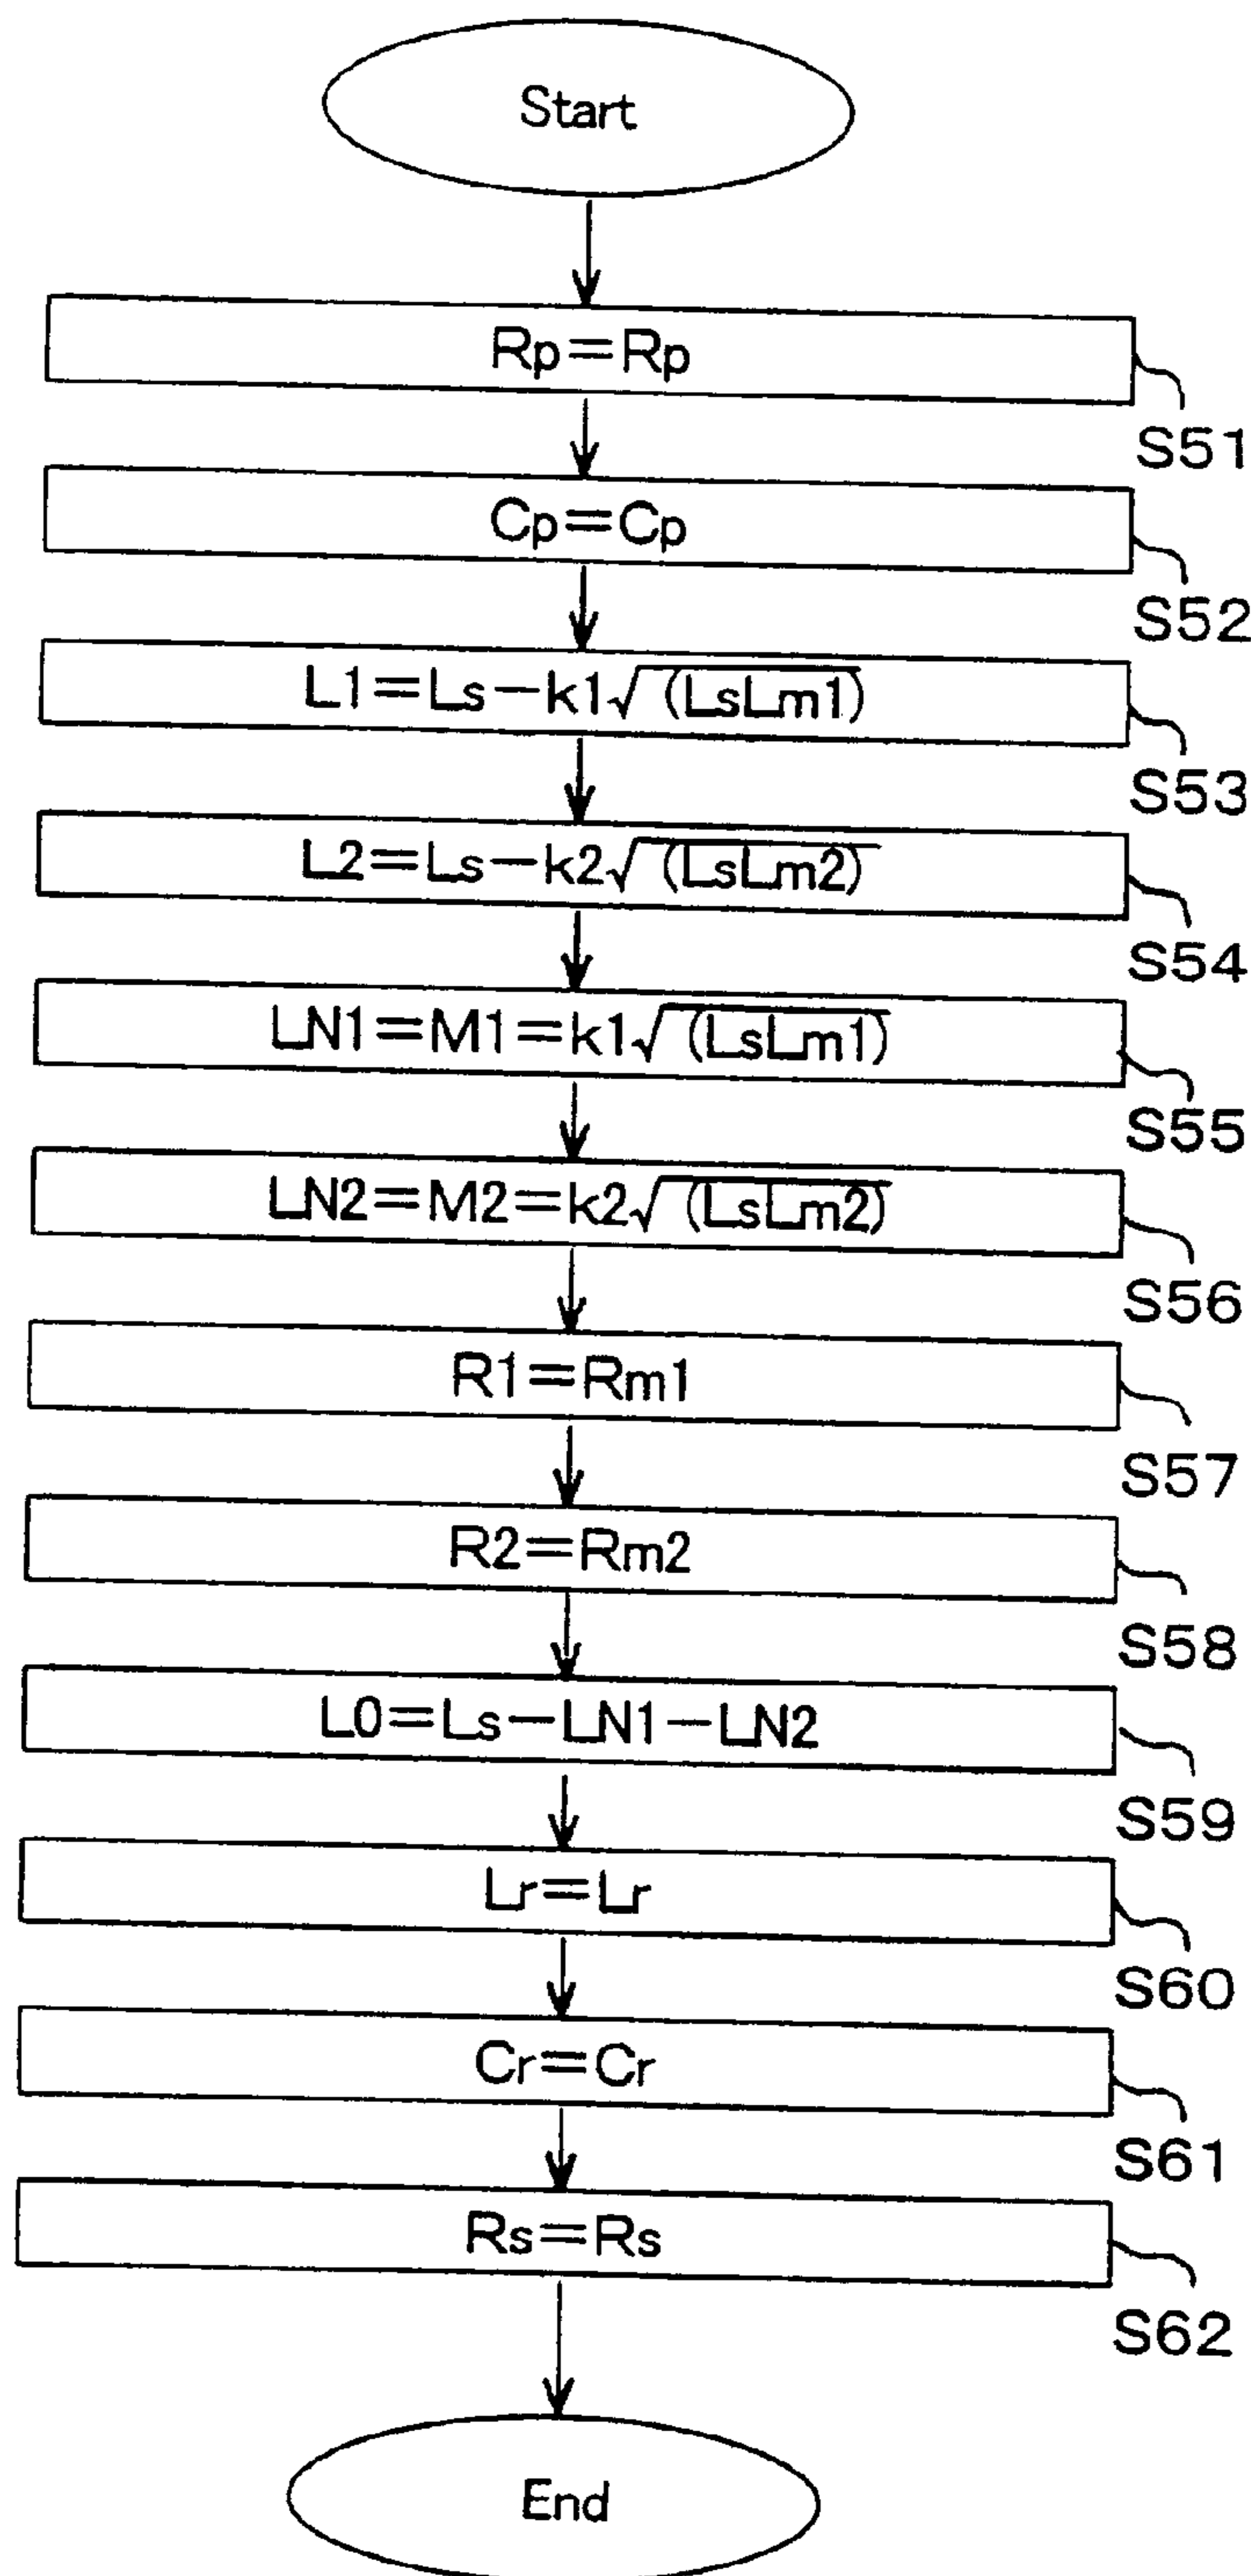 Start
Rp=Rp
S51
Cp=Cp
S52
L1=Ls-k1√(LsLm1)
S53
L2=Ls-k2√(LsLm2)
S54
LN1=M1=k1√(LsLm1)
S55
LN2=M2=k2√(LsLm2)
S56
R1=Rm1
S57
R2=Rm2
S58
L0=Ls-LN1-LN2
S59
Lr=Lr
S60
Cr=Cr
S61
Rs=Rs
S62
End